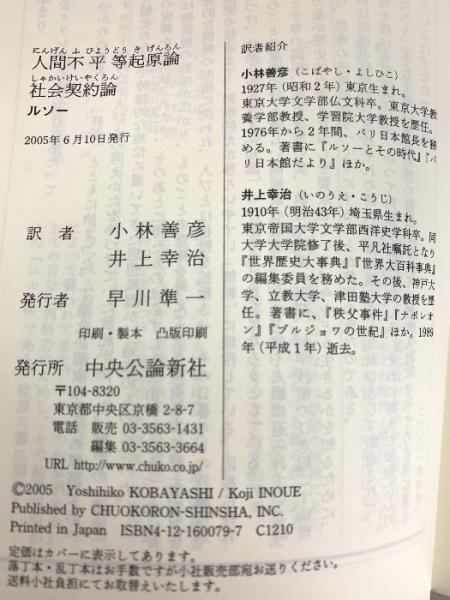 にんげん ふ びょうどう き げんろん
人間不平等起原論
しゃかいけいやくろん
社会契約論
ルソー
2005年6月10日発行
訳者 小林善彦
井上幸治
発行者 早川準一
印刷・製本 凸版印刷
発行所 中央公論新社
〒104-8320
東京都中央区京橋 2-8-7
電話 販売 03-3563-1431
編集 03-3563-3664
URL http://www.chuko.co.jp/
©2005 Yoshihiko KOBAYASHI / Koji INOUE
Published by CHUOKORON-SHINSHA, INC.
Printed in Japan ISBN4-12-160079-7 C1210
定価はカバーに表示してあります。
落丁本・乱丁本はお手数ですが小社販売部宛お送りください。
送料小社負担にてお取替えいたします。
訳者紹介
小林善彦（こばやし・よしひこ）
1927年（昭和2年）東京生まれ。
東京大学文学部仏文科卒。東京大学教
養学部教授、学習院大学教授を歴任。
1976年から2年間、パリ日本館長を務
める。著書に『ルソーとその時代』『パ
リ日本館だより』ほか。
井上幸治（いのうえ・こうじ）
1910年（明治43年）埼玉県生まれ。
東京帝国大学文学部西洋史学科卒。同
大学大学院修了後、平凡社嘱託となり
『世界歴史大事典』『世界大百科事典』
の編集委員を務めた。その後、神戸大
学、立教大学、津田塾大学の教授を歴
任。著書に、『秩父事件』『ナポレオ
ン』『ブルジョワの世紀』ほか。1989
年（平成1年）逝去。